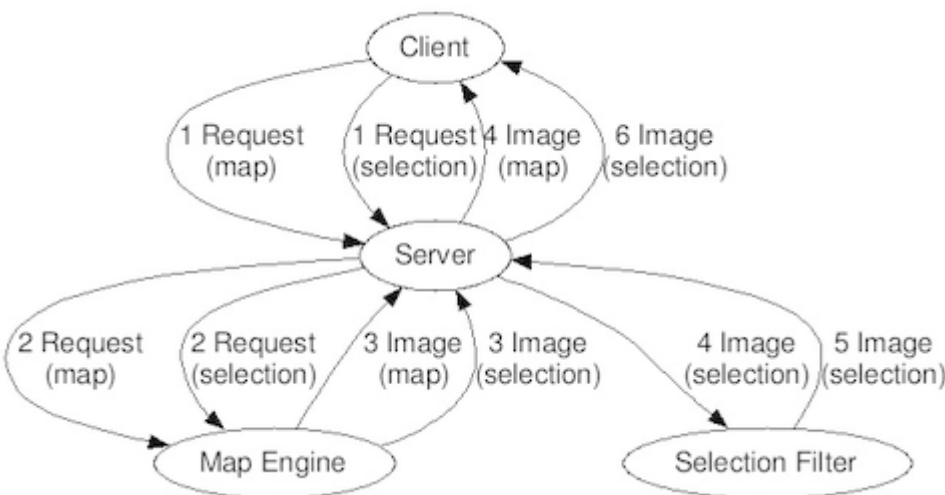 Client
1 Request
(map)
1 Request
(selection)
4 Image
(map)
6 Image
(selection)
Server
2 Request
(map)
2 Request
(selection)
3 Image
(map)
3 Image
(selection)
4 Image
(selection)
5 Image
(selection)
Map Engine
Selection Filter